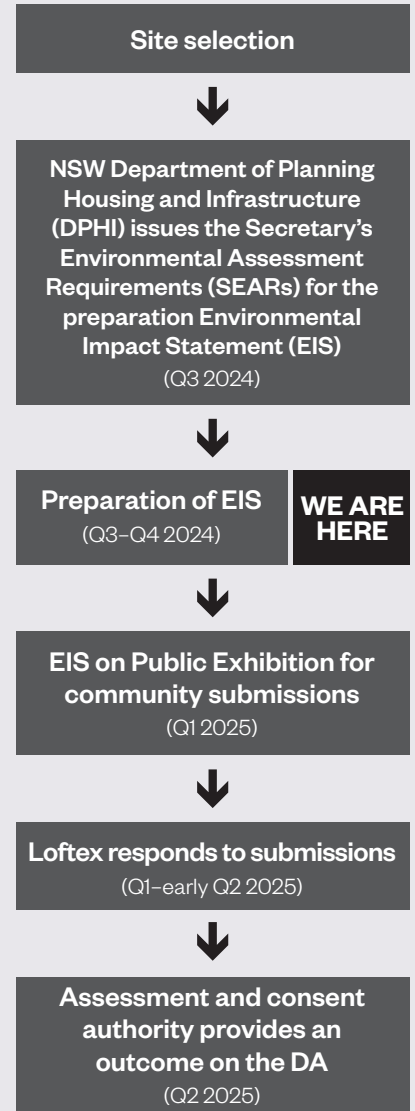 Site selection
NSW Department of Planning
Housing and Infrastructure
(DPHI) issues the Secretary’s
Environmental Assessment
Requirements (SEARs) for the
preparation Environmental
Impact Statement (EIS)
(Q3 2024)
Preparation of EIS
(Q3–Q4 2024)
WE ARE
HERE
EIS on Public Exhibition for
community submissions
(Q1 2025)
Loftex responds to submissions
(Q1–early Q2 2025)
Assessment and consent
authority provides an
outcome on the DA
(Q2 2025)